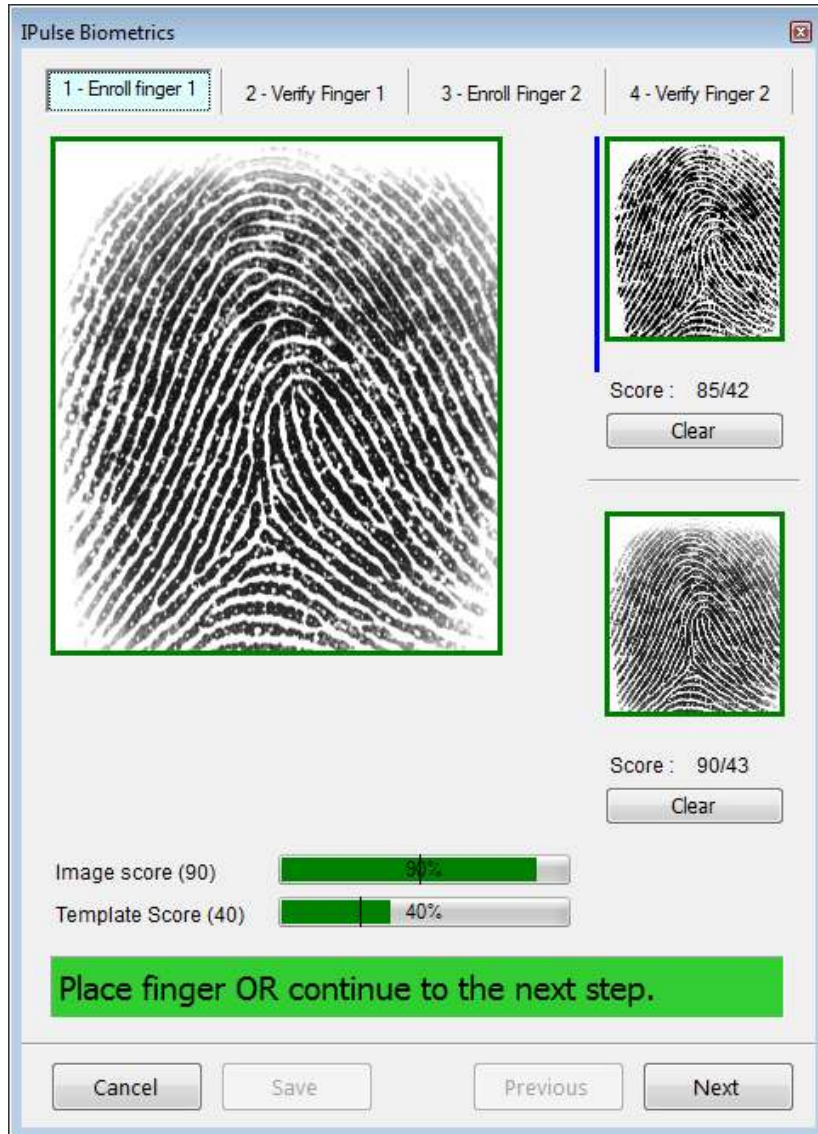 IPulse Biometrics
1 - Enroll finger 1
2 - Verify Finger 1
3 - Enroll Finger 2
4 - Verify Finger 2
Score : 85/42
Clear
Score : 90/43
Clear
Image score (90) 90%
Template Score (40) 40%
Place finger OR continue to the next step.
Cancel Save Previous Next